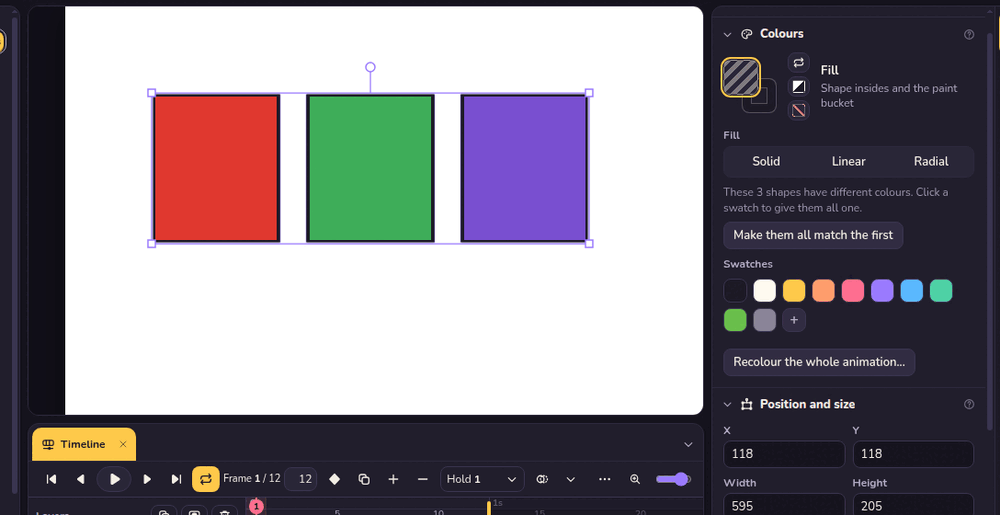 Colours
Fill
Shape insides and the paint
bucket
Fill
Solid Linear Radial
These 3 shapes have different colours. Click a
swatch to give them all one.
Make them all match the first
Swatches
+
Recolour the whole animation...
Position and size
X Y
118 118
Width Height
595 205
Timeline
Frame 1 / 12 12 Hold 1
Layers 1 5 10 1s 15 20